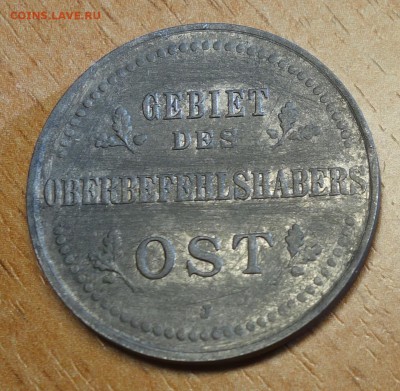 COINS.LAVE.RU
GEBIET
DES
OBERBEFEHLSHABERS
OST
J